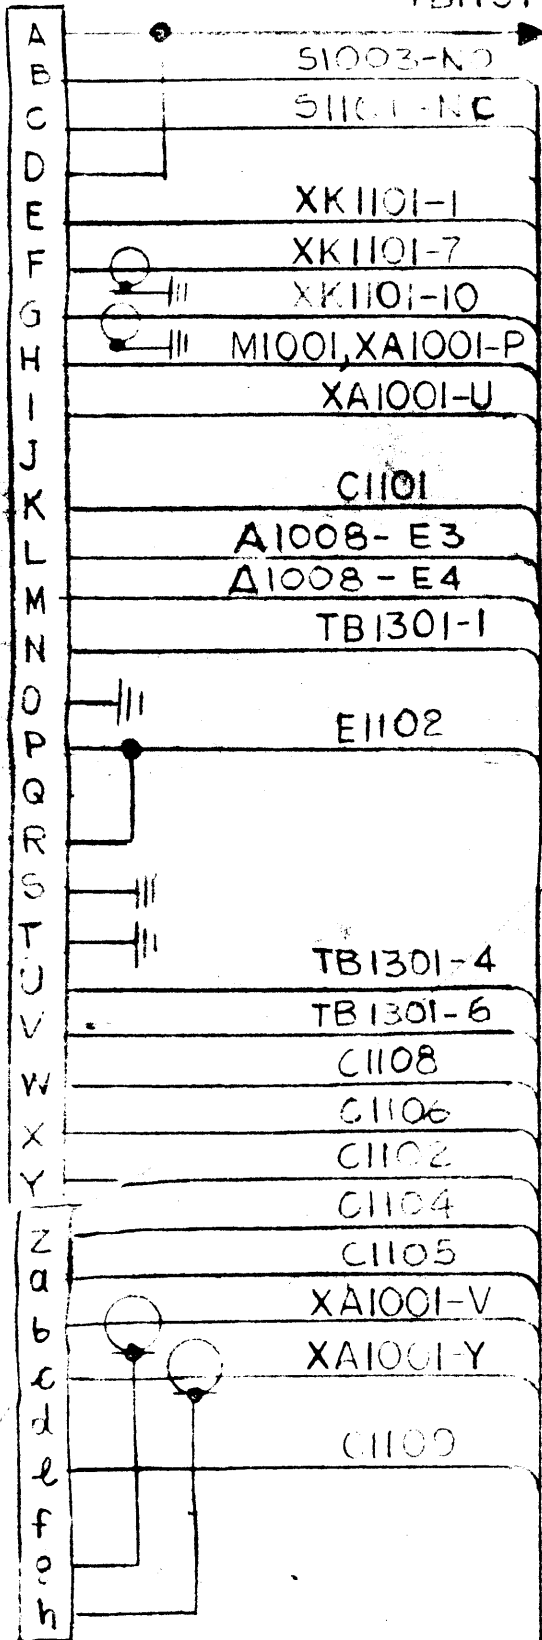 A
B S1003-NO
C NC
D
E XK1101-1
F XK1101-7
G XK1101-10
H M1001,XA1001-P
I XA1001-U
J
K C1101
L A1008-E3
M A1008-E4
N TB1301-1
O
P E1102
Q
R
S
T
U TB1301-4
V TB1301-6
W C1108
X C1106
Y C1102
Z C1104
a C1105
b XA1001-V
c XA1001-Y
d
e C1109
f
h